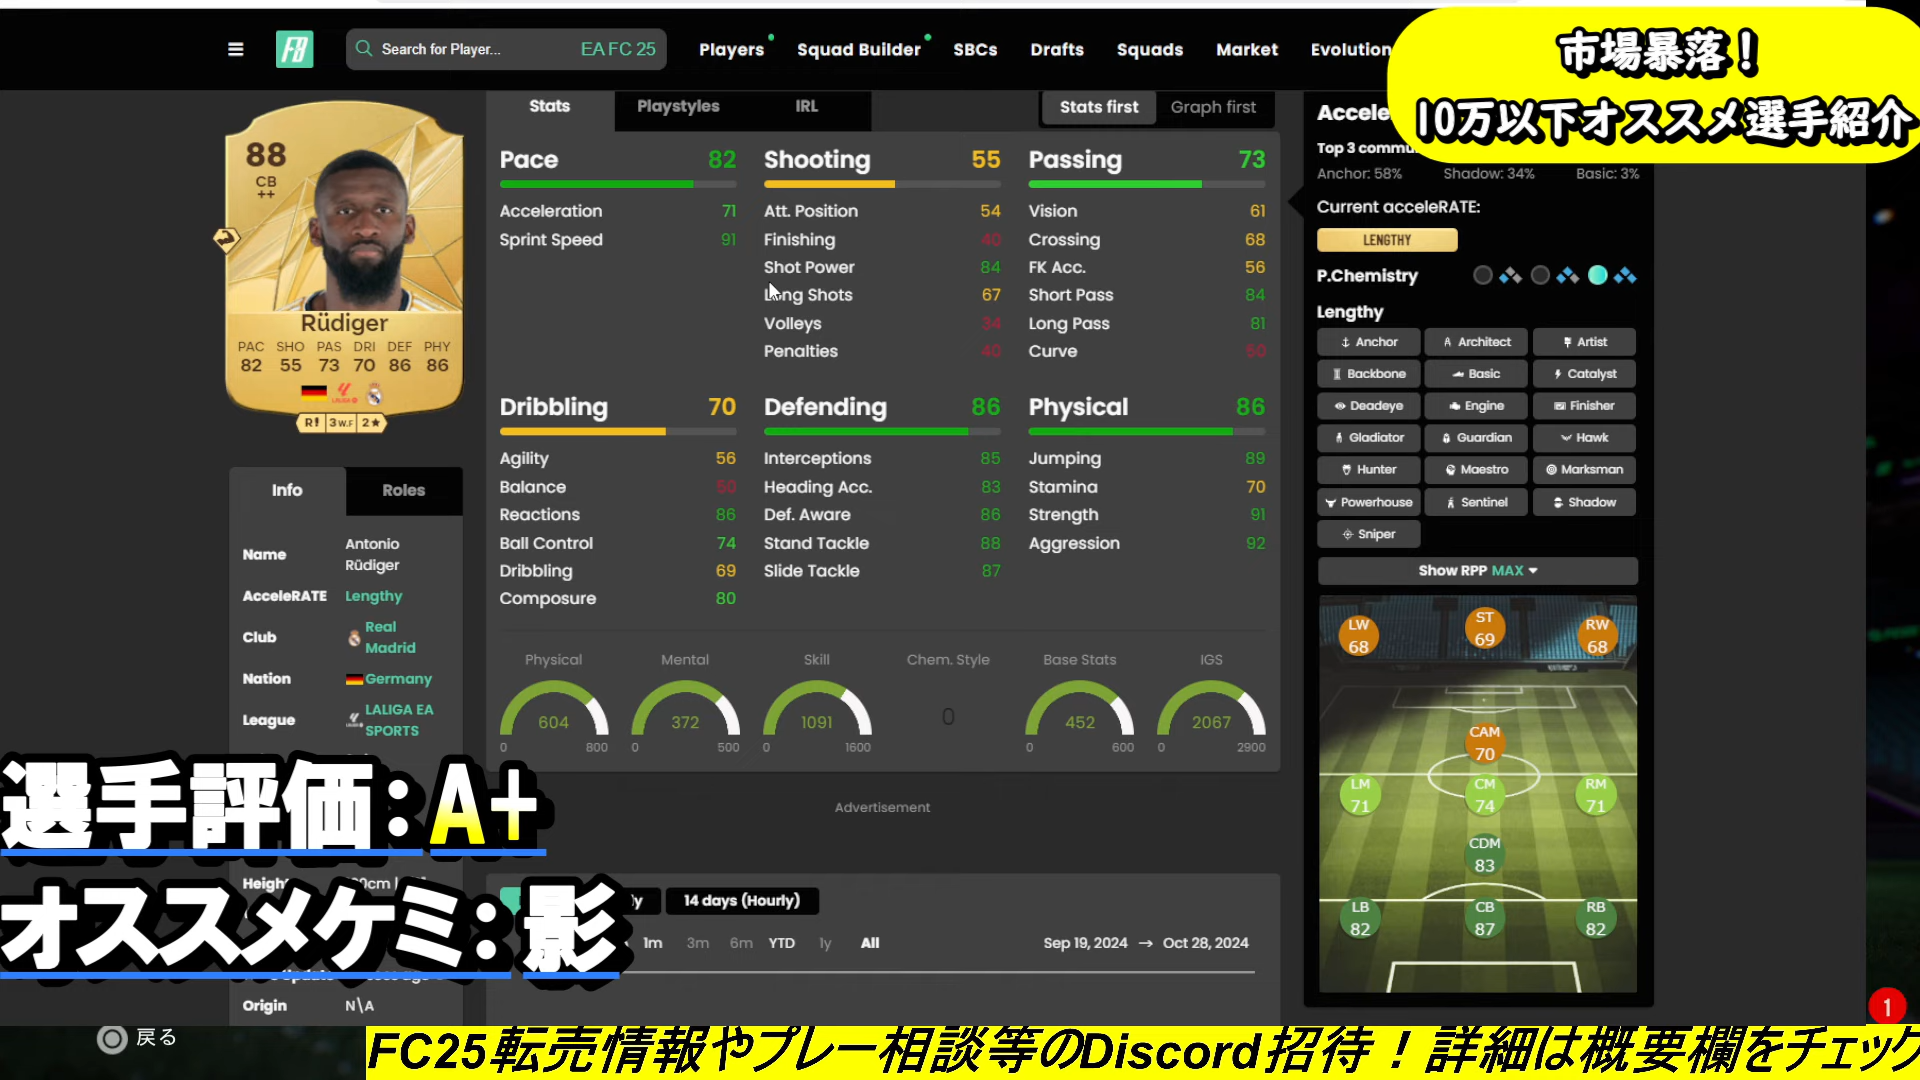 Search for Player...
EA FC 25
Players
Squad Builder
SBCs
Drafts
Squads
Market
Evolution
市場暴落！
10万以下オススメ選手紹介
88
CB
++
Rüdiger
PAC SHO PAS DRI DEF PHY
82 55 73 70 86 86
R! 3 W.F 2★
Info
Roles
Name
Antonio
Rüdiger
AcceleRATE
Lengthy
Club
Real
Madrid
Nation
Germany
League
LALIGA EA
SPORTS
Origin
N\A
Stats
Playstyles
IRL
Stats first
Graph first
Pace 82
Acceleration 71
Sprint Speed 91
Shooting 55
Att. Position 54
Finishing 40
Shot Power 84
Long Shots 67
Volleys 34
Penalties 40
Passing 73
Vision 61
Crossing 68
FK Acc. 56
Short Pass 84
Long Pass 81
Curve 50
Dribbling 70
Agility 56
Balance 50
Reactions 86
Ball Control 74
Dribbling 69
Composure 80
Defending 86
Interceptions 85
Heading Acc. 83
Def. Aware 86
Stand Tackle 88
Slide Tackle 87
Physical 86
Jumping 89
Stamina 70
Strength 91
Aggression 92
Physical
604
0 800
Mental
372
0 500
Skill
1091
0 1600
Chem. Style
0
Base Stats
452
0 600
IGS
2067
0 2900
Advertisement
14 days (Hourly)
1m 3m 6m YTD 1y All
Sep 19, 2024 → Oct 28, 2024
Anchor: 58% Shadow: 34% Basic: 3%
Current acceleRATE:
LENGTHY
P.Chemistry
Lengthy
Anchor Architect Artist
Backbone Basic Catalyst
Deadeye Engine Finisher
Gladiator Guardian Hawk
Hunter Maestro Marksman
Powerhouse Sentinel Shadow
Sniper
Show RPP MAX
LW 68
ST 69
RW 68
CAM 70
LM 71
CM 74
RM 71
CDM 83
LB 82
CB 87
RB 82
選手評価：A+
オススメケミ：影
戻る
1
FC25転売情報やプレー相談等のDiscord招待！詳細は概要欄をチェック